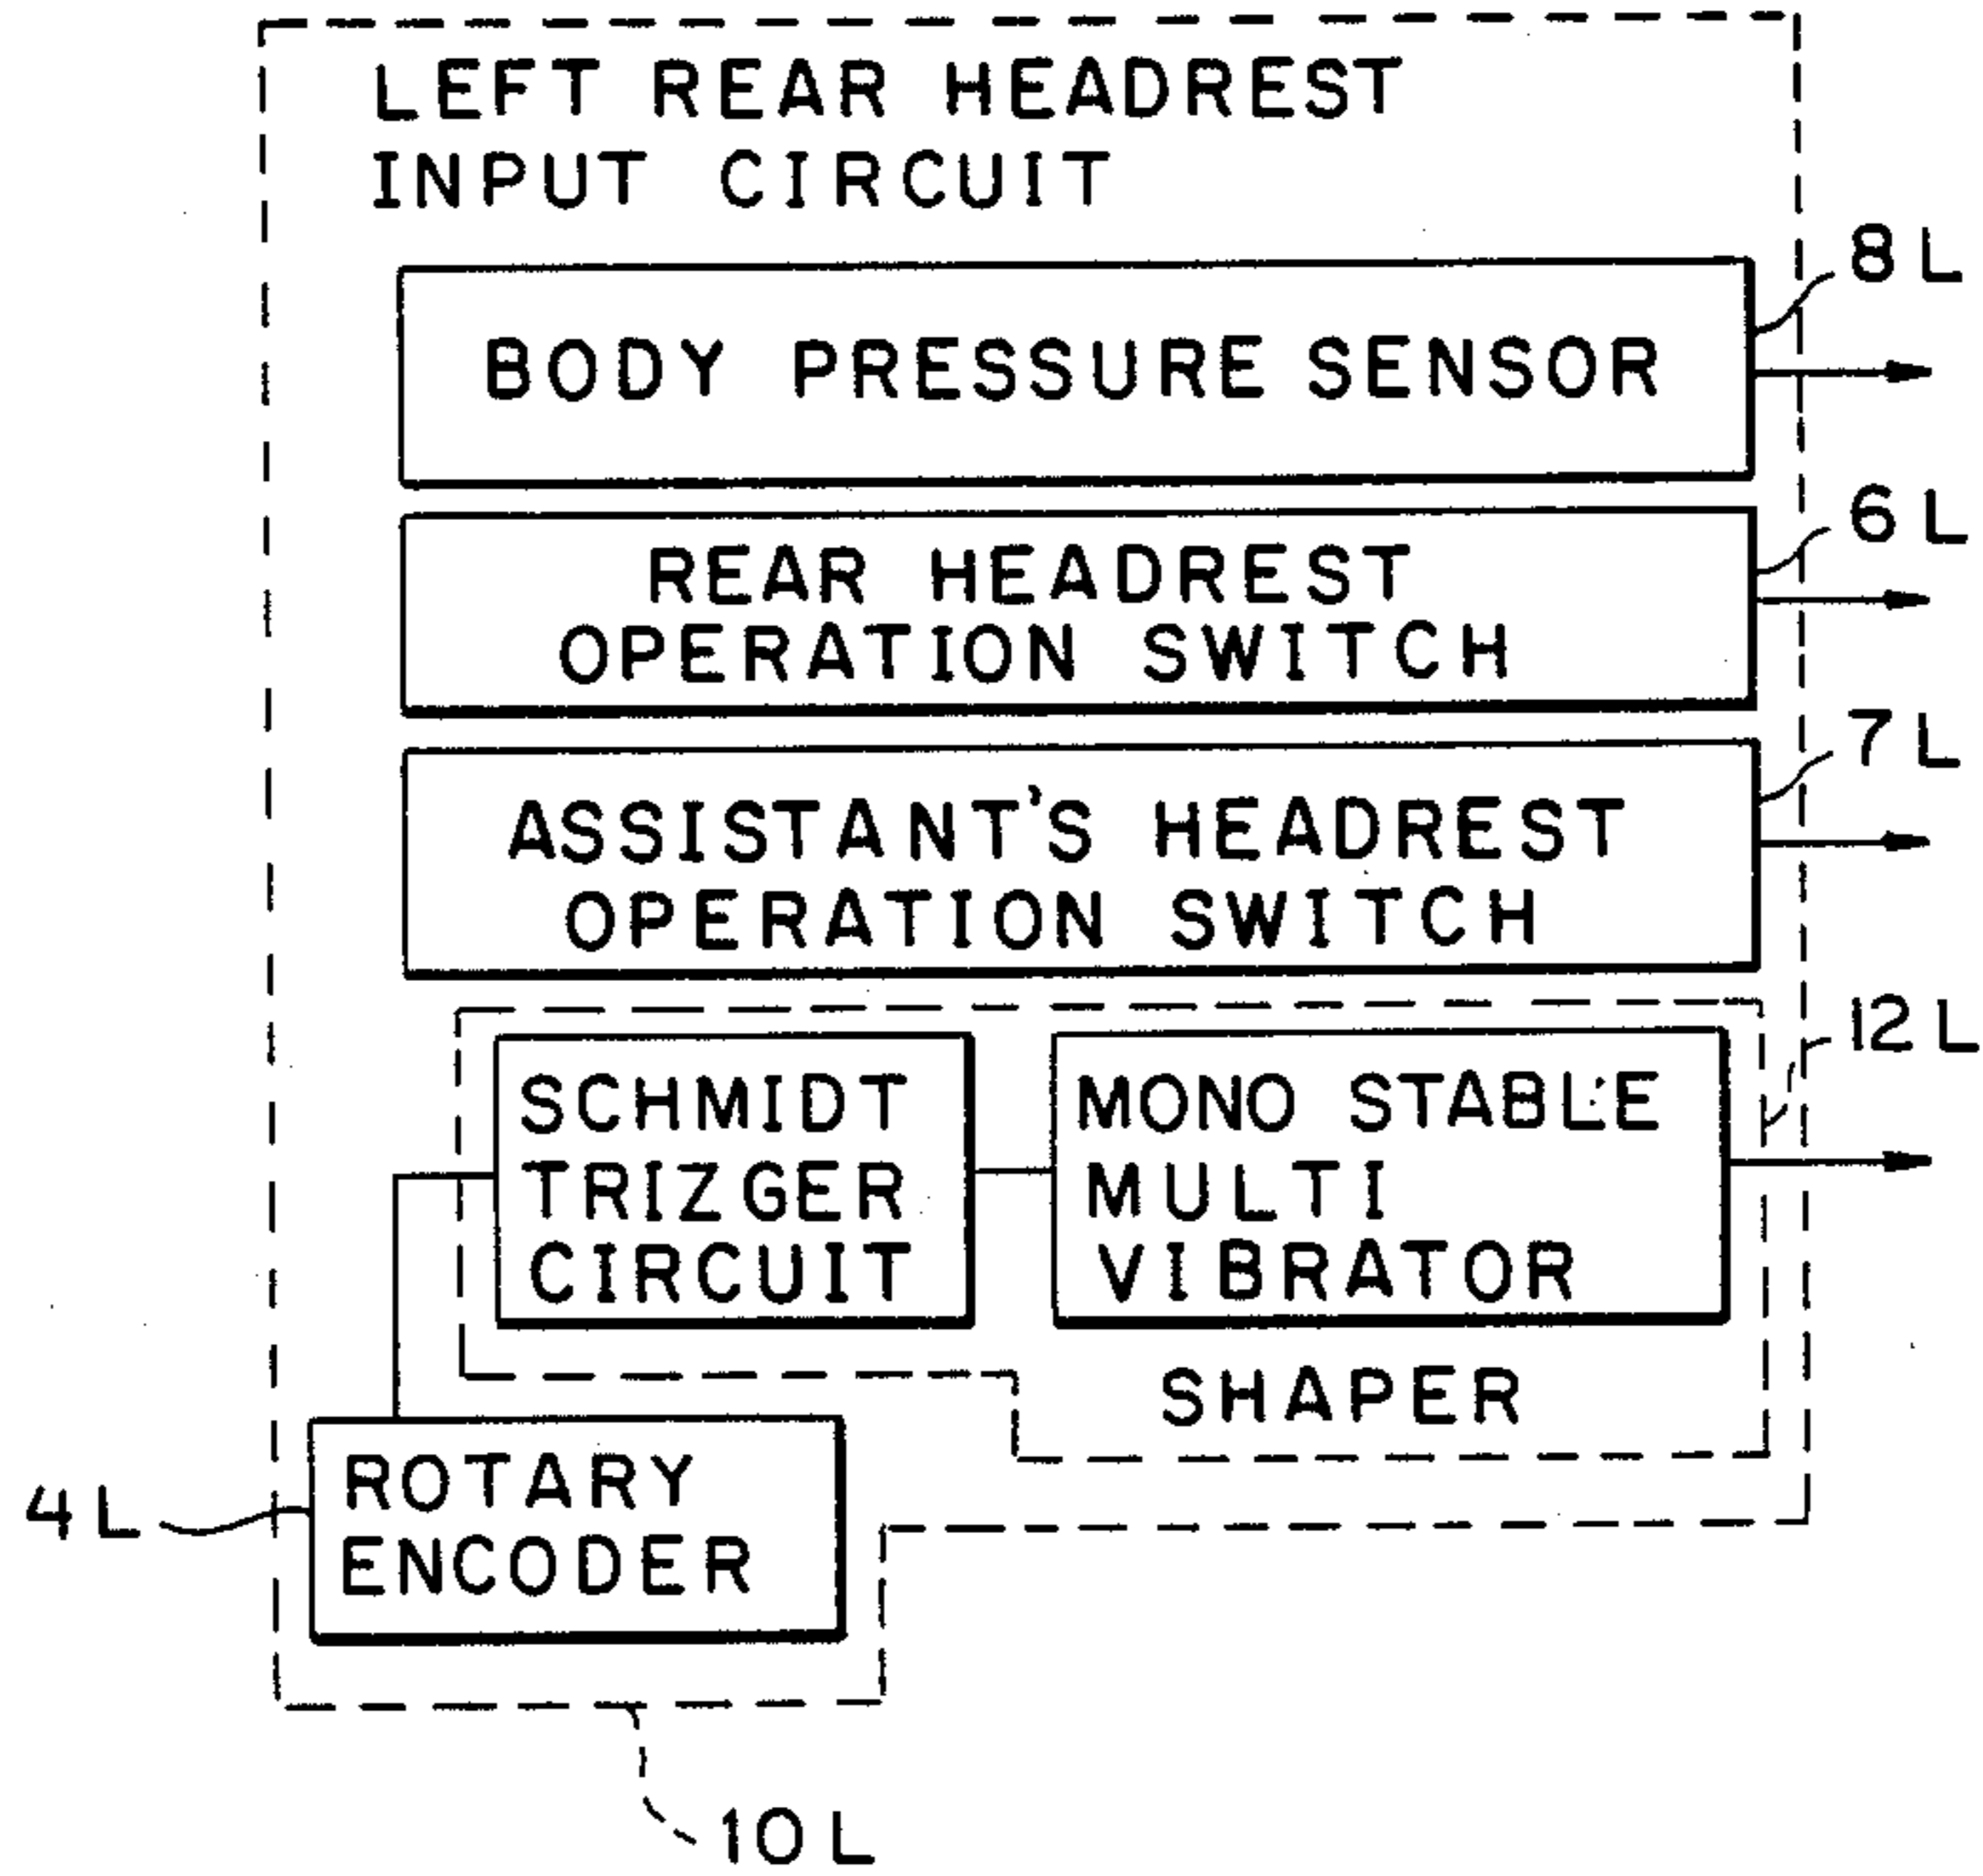 LEFT REAR HEADREST
INPUT CIRCUIT
8L
BODY PRESSURE SENSOR
6L
REAR HEADREST
OPERATION SWITCH
7L
ASSISTANT'S HEADREST
OPERATION SWITCH
12L
SCHMIDT
TRIZGER
CIRCUIT
MONO STABLE
MULTI
VIBRATOR
SHAPER
4L
ROTARY
ENCODER
10L